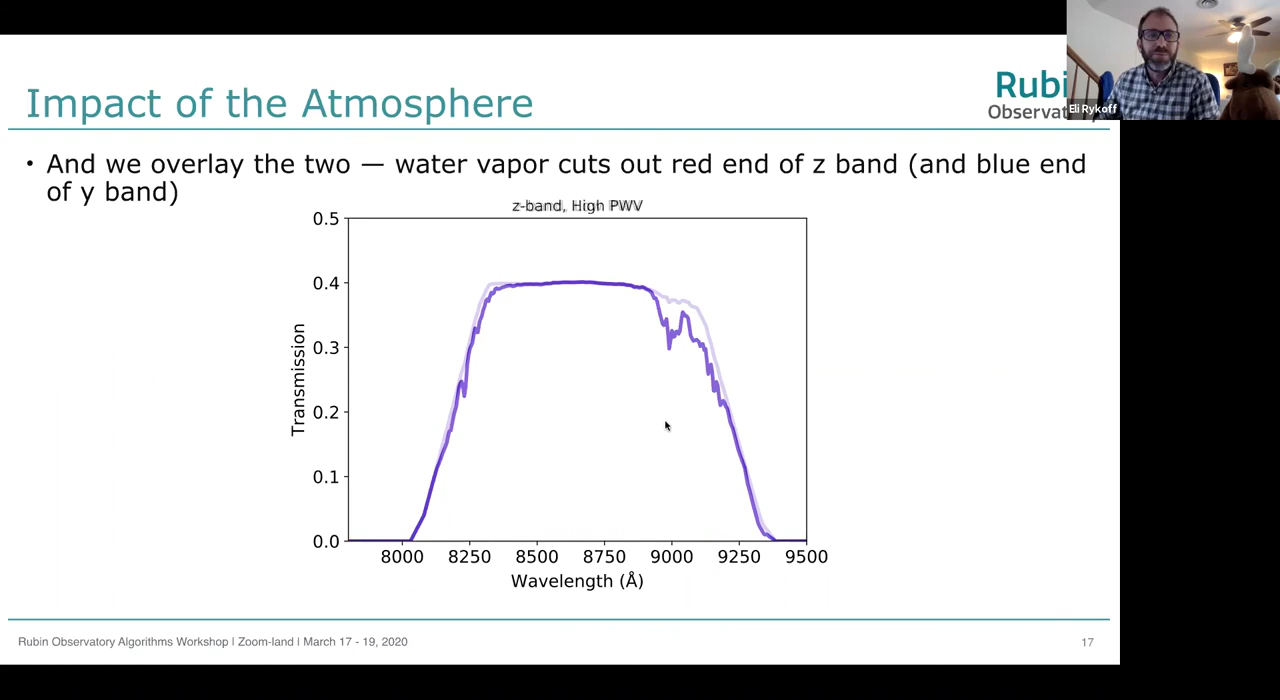 Impact of the Atmosphere
Rubi
Observat
Eli Rykoff
• And we overlay the two — water vapor cuts out red end of z band (and blue end
of y band)
z-band, High PWV
0.5
0.4
0.3
0.2
0.1
0.0
Transmission
8000 8250 8500 8750 9000 9250 9500
Wavelength (Å)
Rubin Observatory Algorithms Workshop | Zoom-land | March 17 - 19, 2020
17